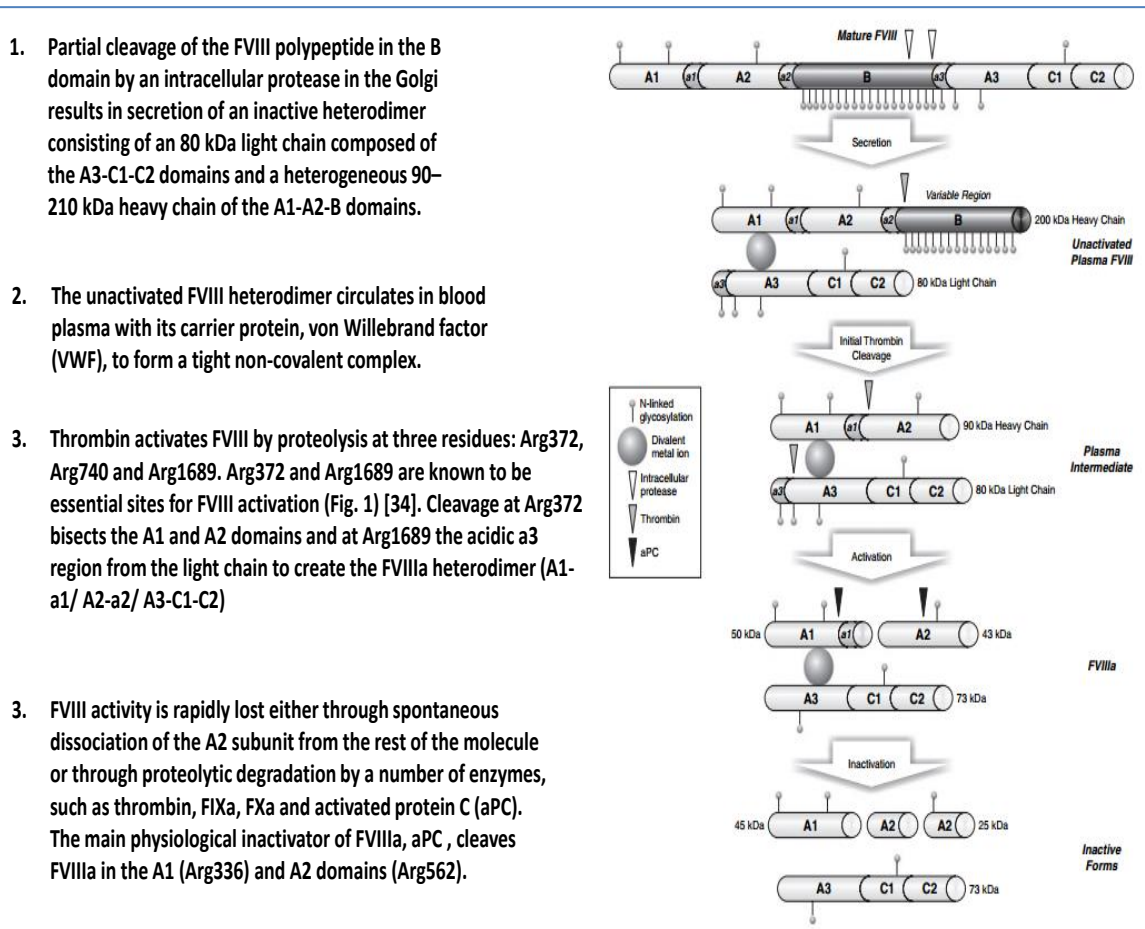 1. Partial cleavage of the FVIII polypeptide in the B
domain by an intracellular protease in the Golgi
results in secretion of an inactive heterodimer
consisting of an 80 kDa light chain composed of
the A3-C1-C2 domains and a heterogeneous 90–
210 kDa heavy chain of the A1-A2-B domains.
2. The unactivated FVIII heterodimer circulates in blood
plasma with its carrier protein, von Willebrand factor
(VWF), to form a tight non-covalent complex.
3. Thrombin activates FVIII by proteolysis at three residues: Arg372,
Arg740 and Arg1689. Arg372 and Arg1689 are known to be
essential sites for FVIII activation (Fig. 1) [34]. Cleavage at Arg372
bisects the A1 and A2 domains and at Arg1689 the acidic a3
region from the light chain to create the FVIIIa heterodimer (A1-
a1/ A2-a2/ A3-C1-C2)
3. FVIII activity is rapidly lost either through spontaneous
dissociation of the A2 subunit from the rest of the molecule
or through proteolytic degradation by a number of enzymes,
such as thrombin, FIXa, FXa and activated protein C (aPC).
The main physiological inactivator of FVIIIa, aPC , cleaves
FVIIIa in the A1 (Arg336) and A2 domains (Arg562).
Mature FVIII
A1 a1 A2 a2 B a3 A3 C1 C2
Secretion
Variable Region
A1 a1 A2 a2 B 200 kDa Heavy Chain
Unactivated
Plasma FVIII
a3 A3 C1 C2 80 kDa Light Chain
Initial Thrombin
Cleavage
N-linked
glycosylation
Divalent
metal ion
Intracellular
protease
Thrombin
aPC
A1 a1 A2 90 kDa Heavy Chain
Plasma
Intermediate
a3 A3 C1 C2 80 kDa Light Chain
Activation
50 kDa A1 a1 A2 43 kDa
FVIIIa
A3 C1 C2 73 kDa
Inactivation
45 kDa A1 A2 A2 25 kDa
Inactive
Forms
A3 C1 C2 73 kDa